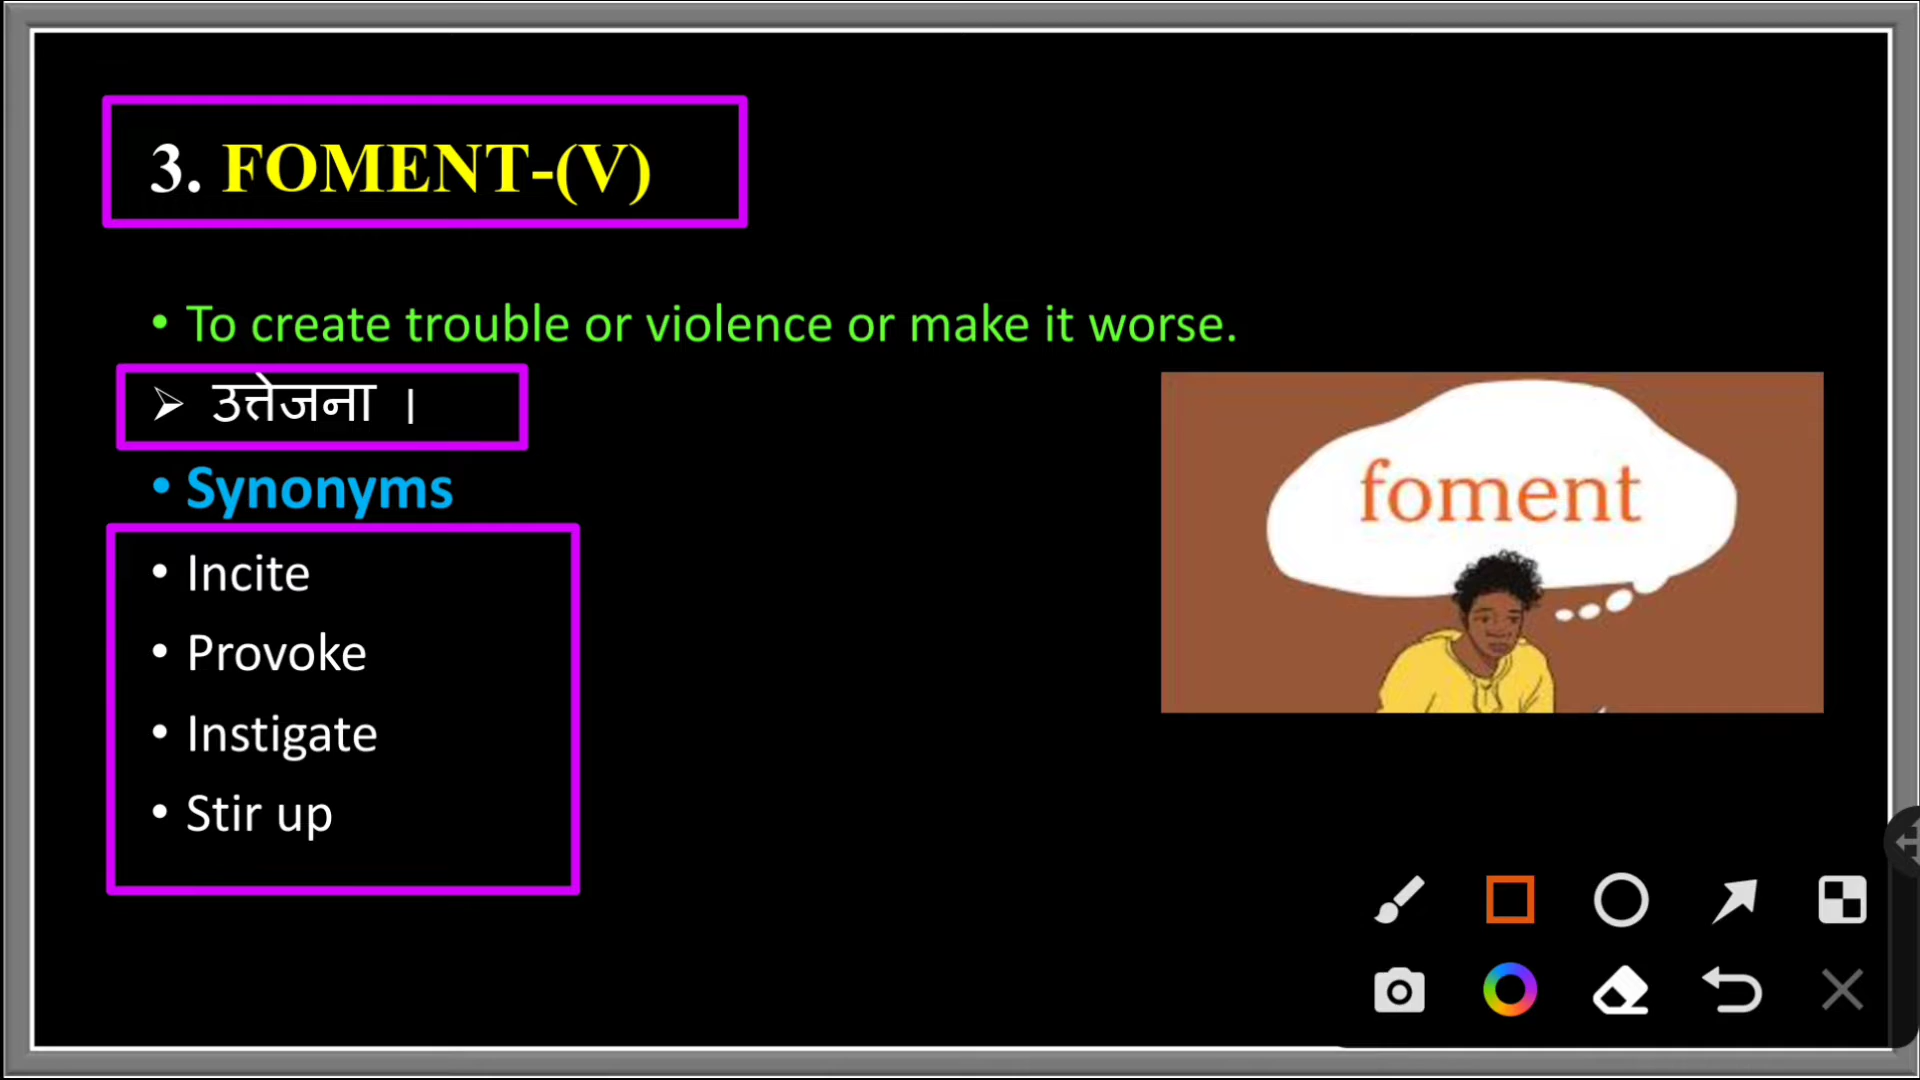 3. FOMENT-(V)
• To create trouble or violence or make it worse.
➢ उत्तेजना ।
• Synonyms
• Incite
• Provoke
• Instigate
• Stir up
foment